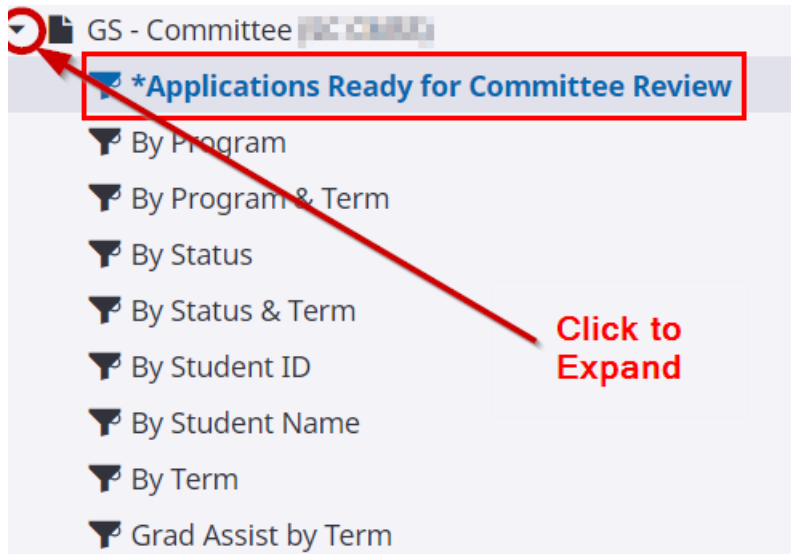 GS - Committee
*Applications Ready for Committee Review
By Program
By Program & Term
By Status
By Status & Term
By Student ID
By Student Name
By Term
Grad Assist by Term
Click to
Expand